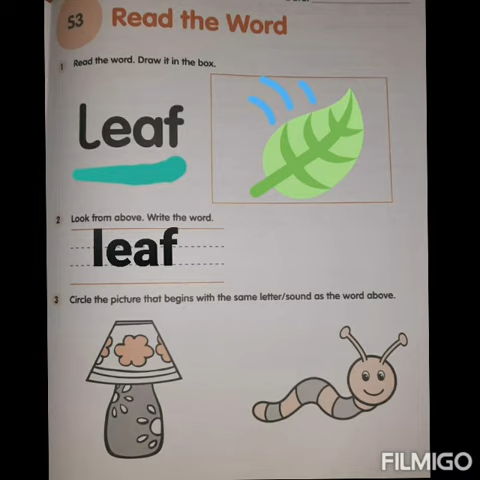 53
Read the Word
1 Read the word. Draw it in the box.
Leaf
2 Look from above. Write the word.
leaf
3 Circle the picture that begins with the same letter/sound as the word above.
FILMIGO